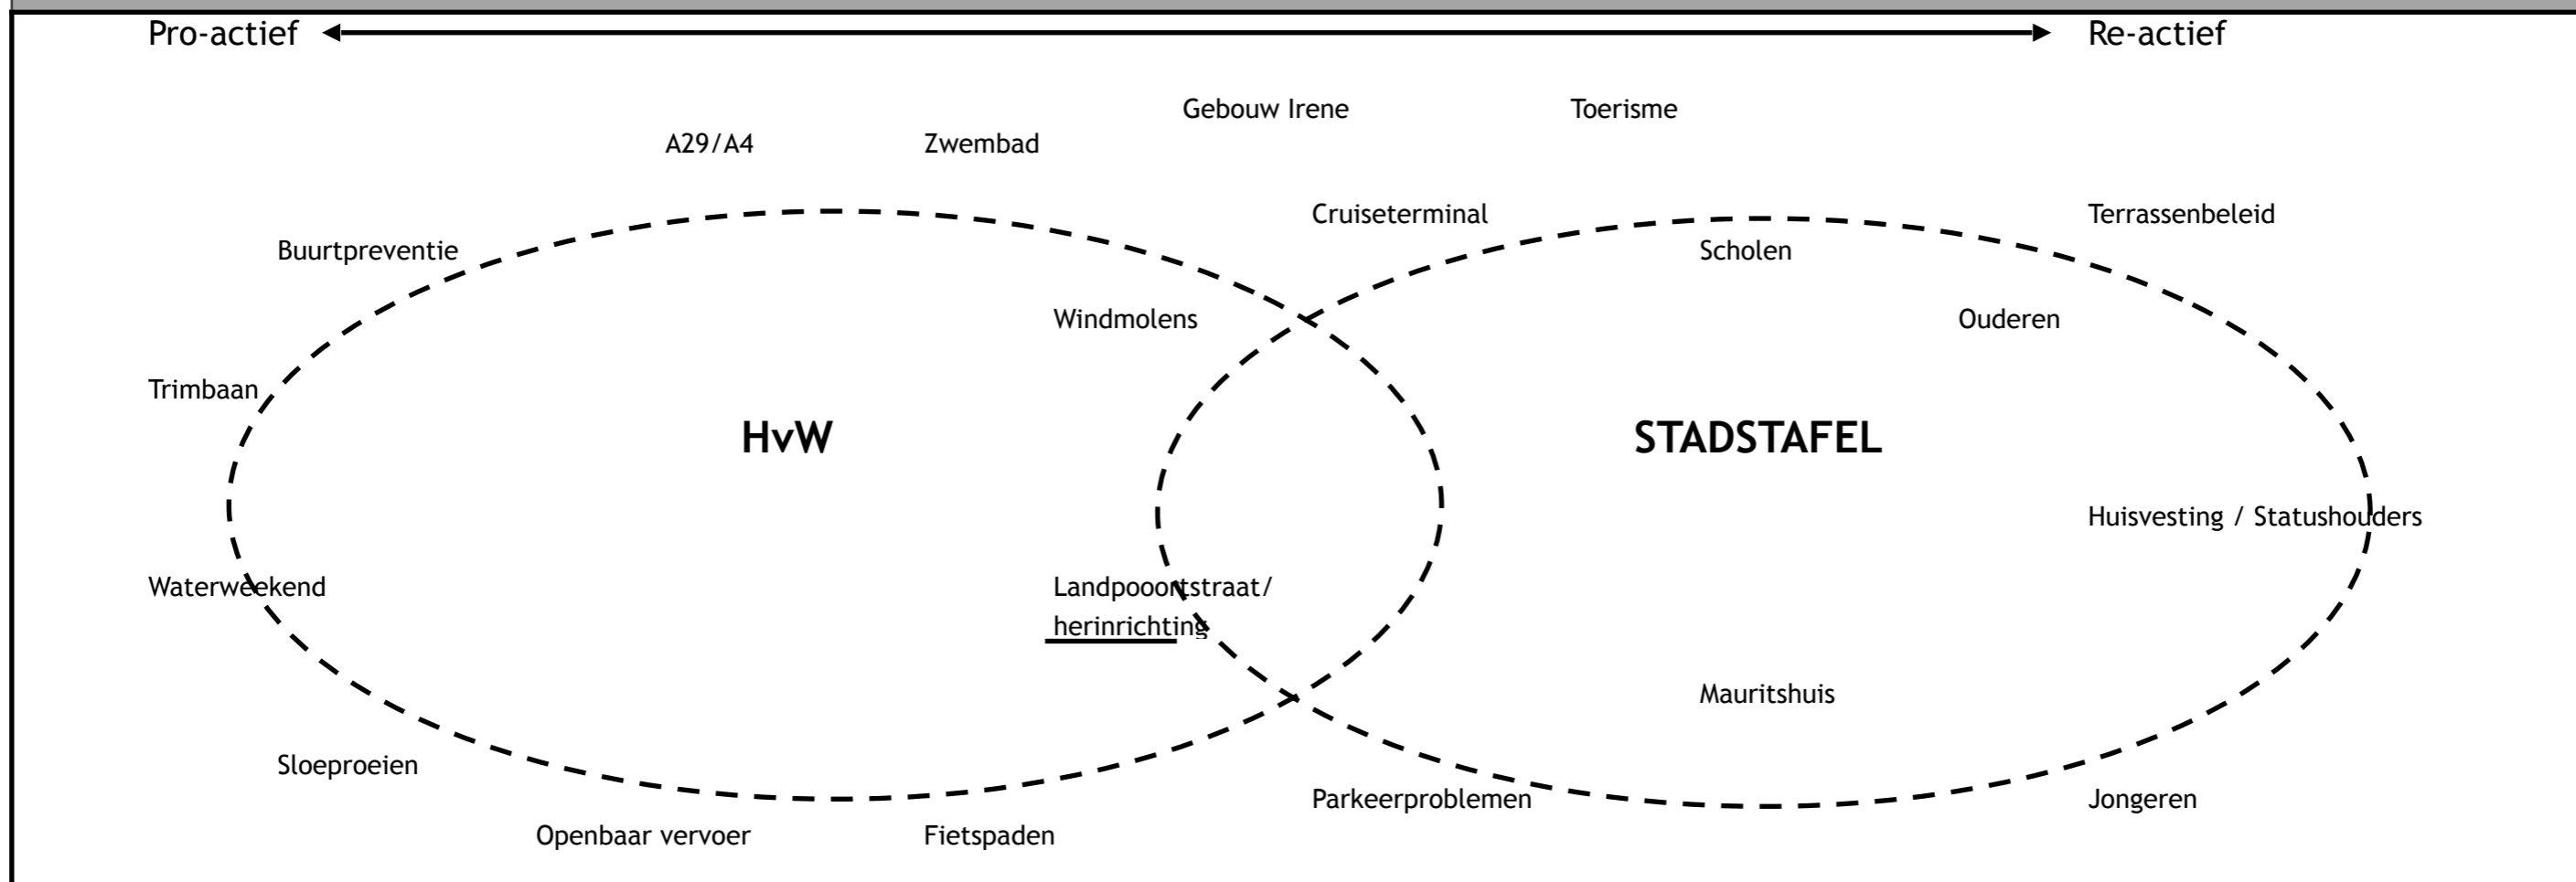 Pro-actief Re-actief
Gebouw Irene Toerisme
A29/A4 Zwembad
Cruiseterminal Terrassenbeleid
Buurtpreventie Scholen
Windmolens Ouderen
Trimbaan
HvW STADSTAFEL
Huisvesting / Statushouders
Waterweekend Landpooortstraat/
herinrichting
Mauritshuis
Sloeproeien
Parkeerproblemen Jongeren
Openbaar vervoer Fietspaden